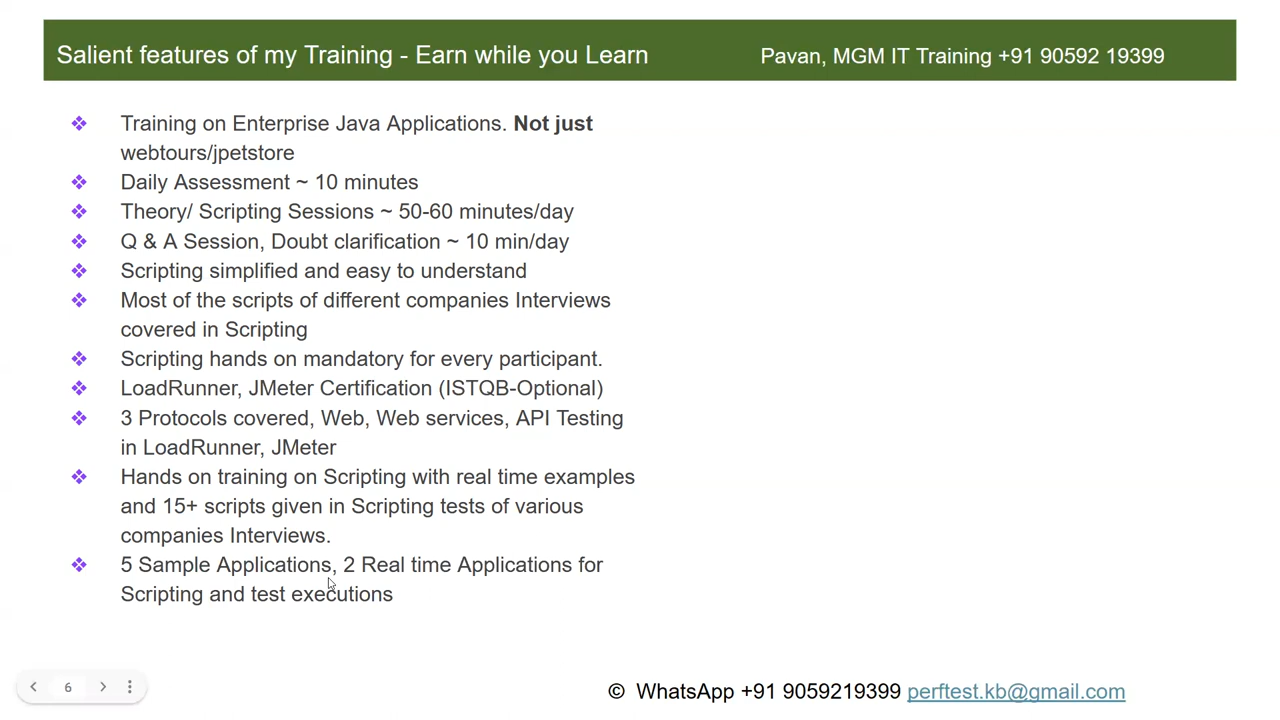 Salient features of my Training - Earn while you Learn Pavan, MGM IT Training +91 90592 19399
❖ Training on Enterprise Java Applications. Not just
webtours/jpetstore
❖ Daily Assessment ~ 10 minutes
❖ Theory/ Scripting Sessions ~ 50-60 minutes/day
❖ Q & A Session, Doubt clarification ~ 10 min/day
❖ Scripting simplified and easy to understand
❖ Most of the scripts of different companies Interviews
covered in Scripting
❖ Scripting hands on mandatory for every participant.
❖ LoadRunner, JMeter Certification (ISTQB-Optional)
❖ 3 Protocols covered, Web, Web services, API Testing
in LoadRunner, JMeter
❖ Hands on training on Scripting with real time examples
and 15+ scripts given in Scripting tests of various
companies Interviews.
❖ 5 Sample Applications, 2 Real time Applications for
Scripting and test executions
6
© WhatsApp +91 9059219399 perftest.kb@gmail.com